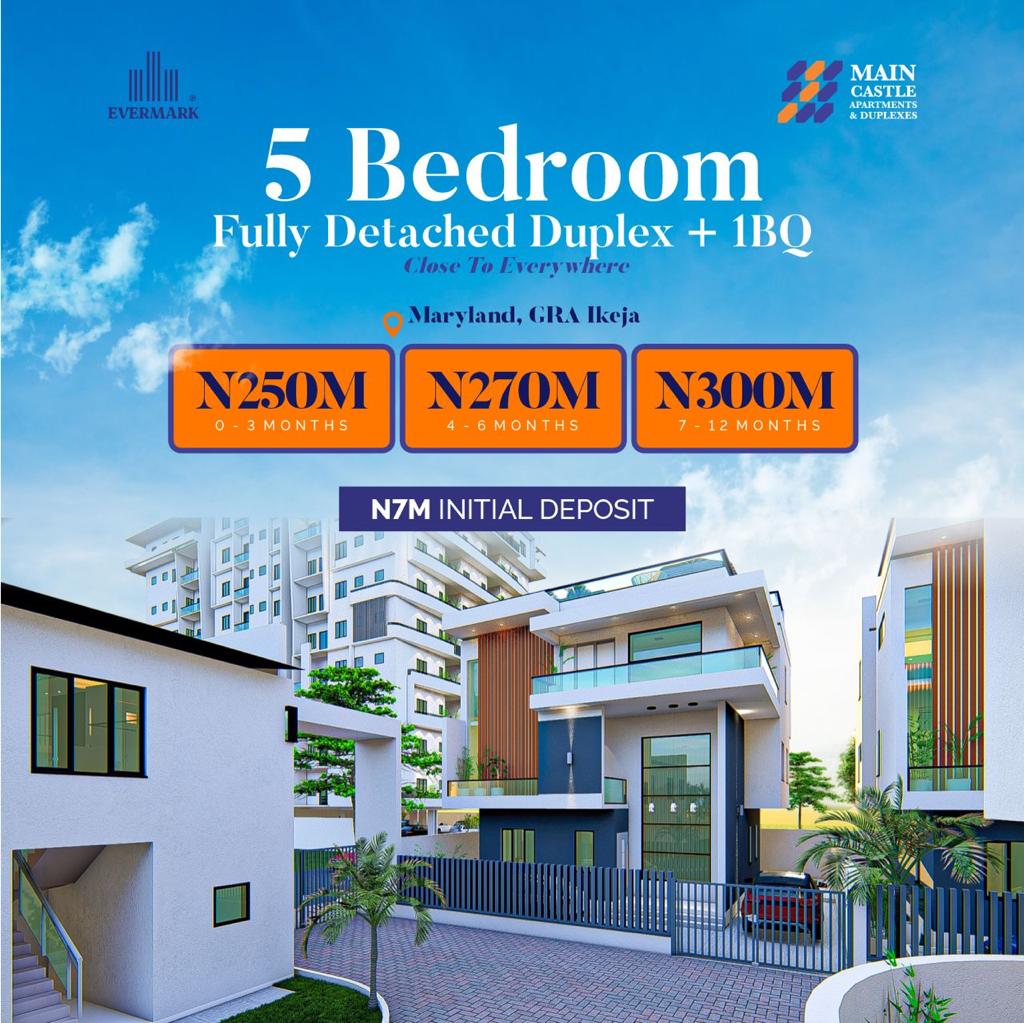 EVERMARK ®
MAIN
CASTLE
APARTMENTS
& DUPLEXES
5 Bedroom
Fully Detached Duplex + 1BQ
Close To Everywhere
Maryland, GRA Ikeja
N250M
0 - 3 MONTHS
N270M
4 - 6 MONTHS
N300M
7 - 12 MONTHS
N7M INITIAL DEPOSIT